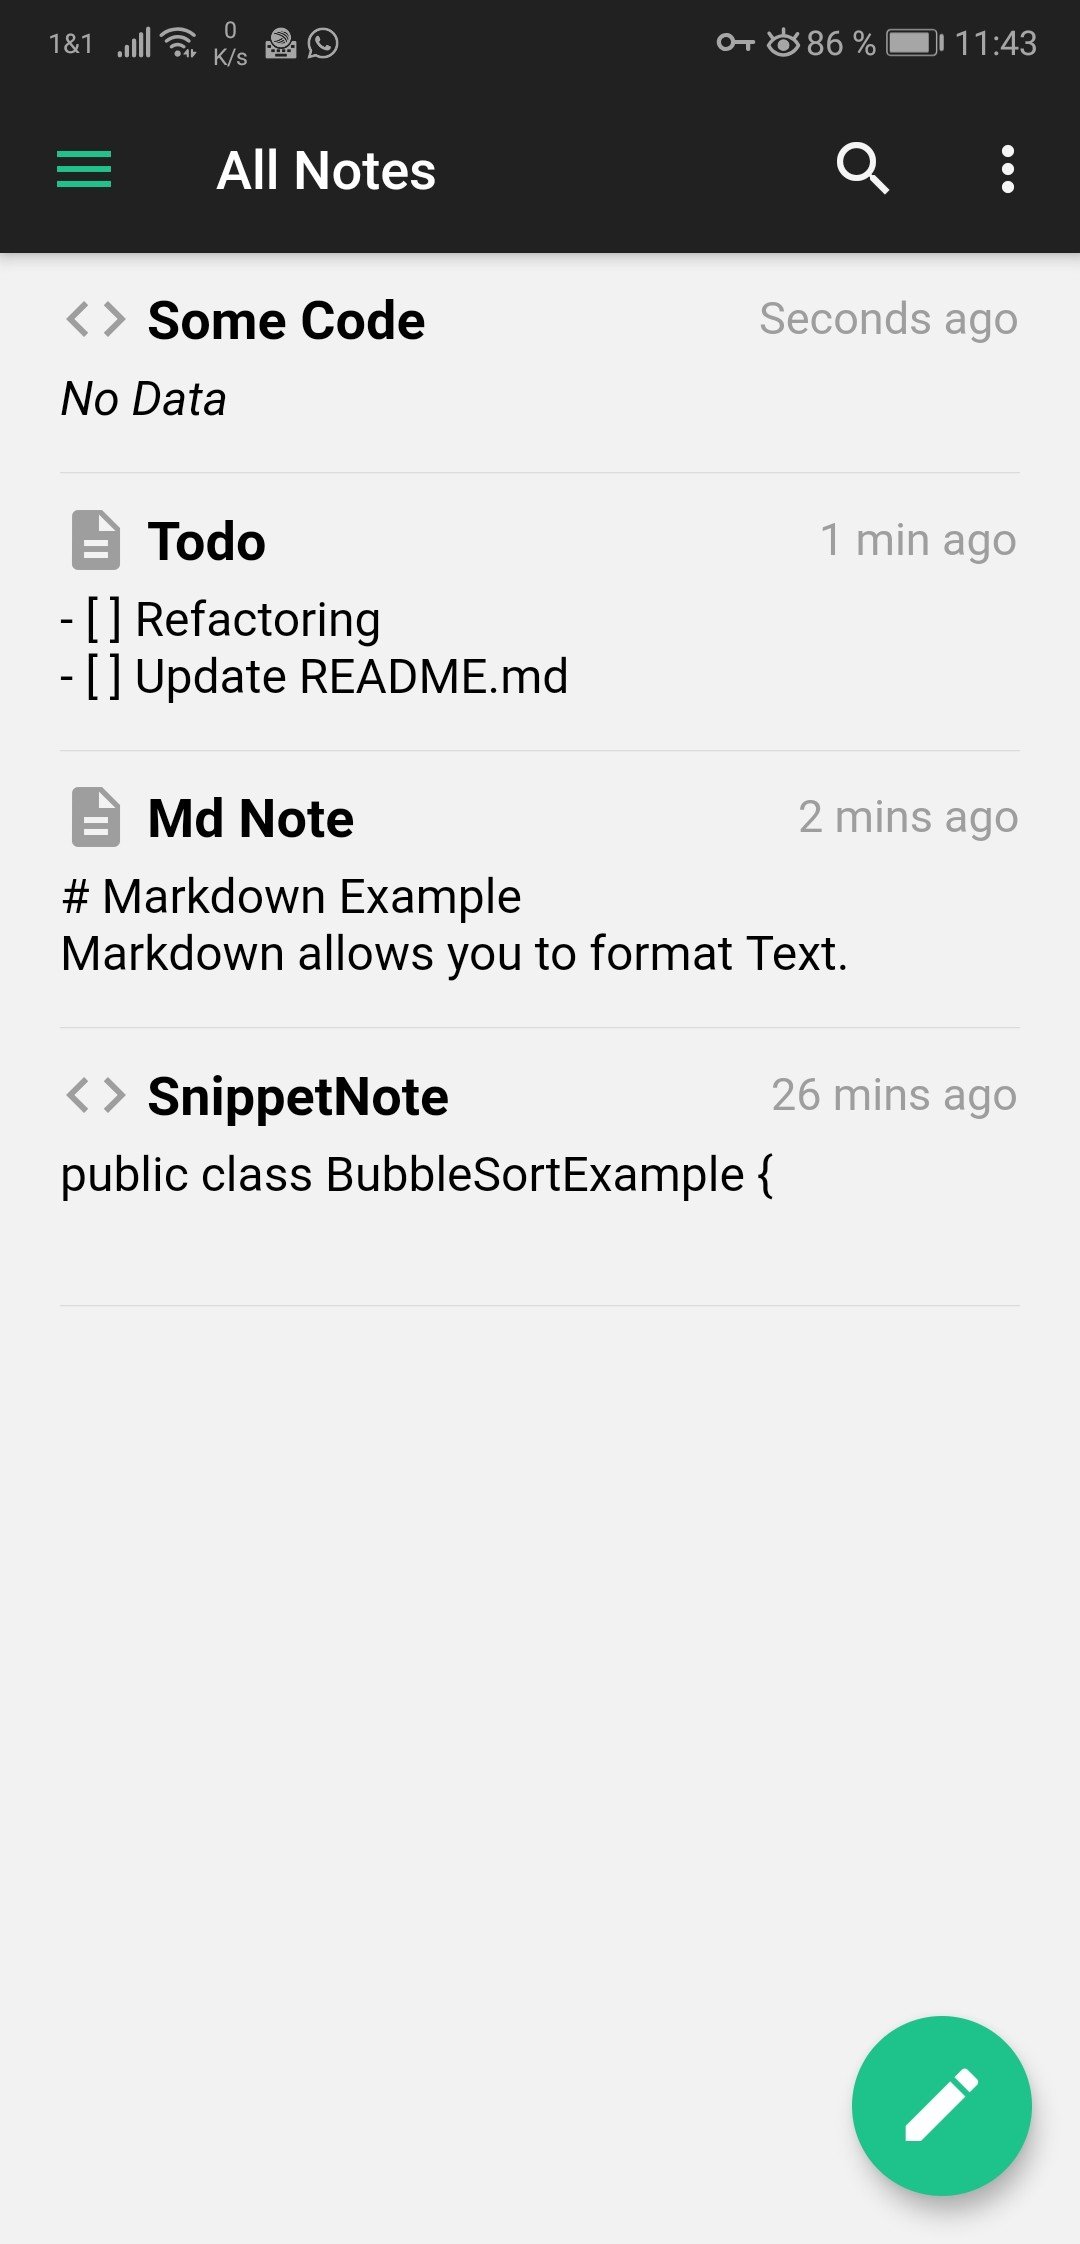 1&1 0 K/s 86 % 11:43
All Notes
Some Code Seconds ago
No Data
Todo 1 min ago
- [ ] Refactoring
- [ ] Update README.md
Md Note 2 mins ago
# Markdown Example
Markdown allows you to format Text.
SnippetNote 26 mins ago
public class BubbleSortExample {